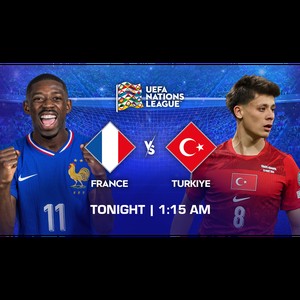 UEFA
NATIONS
LEAGUE
VS
FRANCE
TURKIYE
11
8
TONIGHT | 1:15 AM